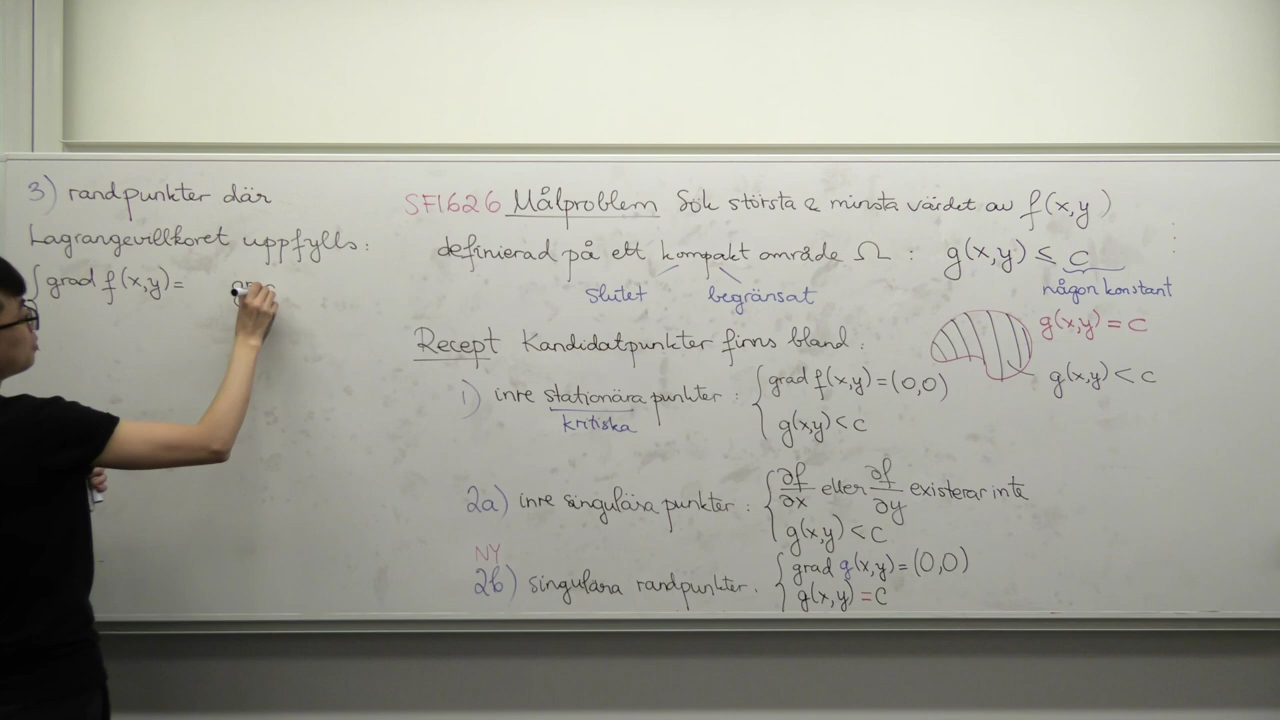 3) randpunkter där
Lagrangevillkoret uppfylls:
grad f(x,y)=
SF1626 Målproblem Sök största & minsta värdet av f(x,y)
definierad på ett kompakt område Ω : g(x,y) ≤ c
slutet begränsat någon konstant
g(x,y) = c
g(x,y) < c
Recept Kandidatpunkter finns bland :
1) inre stationära punkter : { grad f(x,y) = (0,0)
kritiska
g(x,y) < c
2a) inre singulära punkter : { ∂f/∂x eller ∂f/∂y existerar inte
g(x,y) < c
NY
2b) singulära randpunkter. { grad g(x,y) = (0,0)
g(x,y) = c